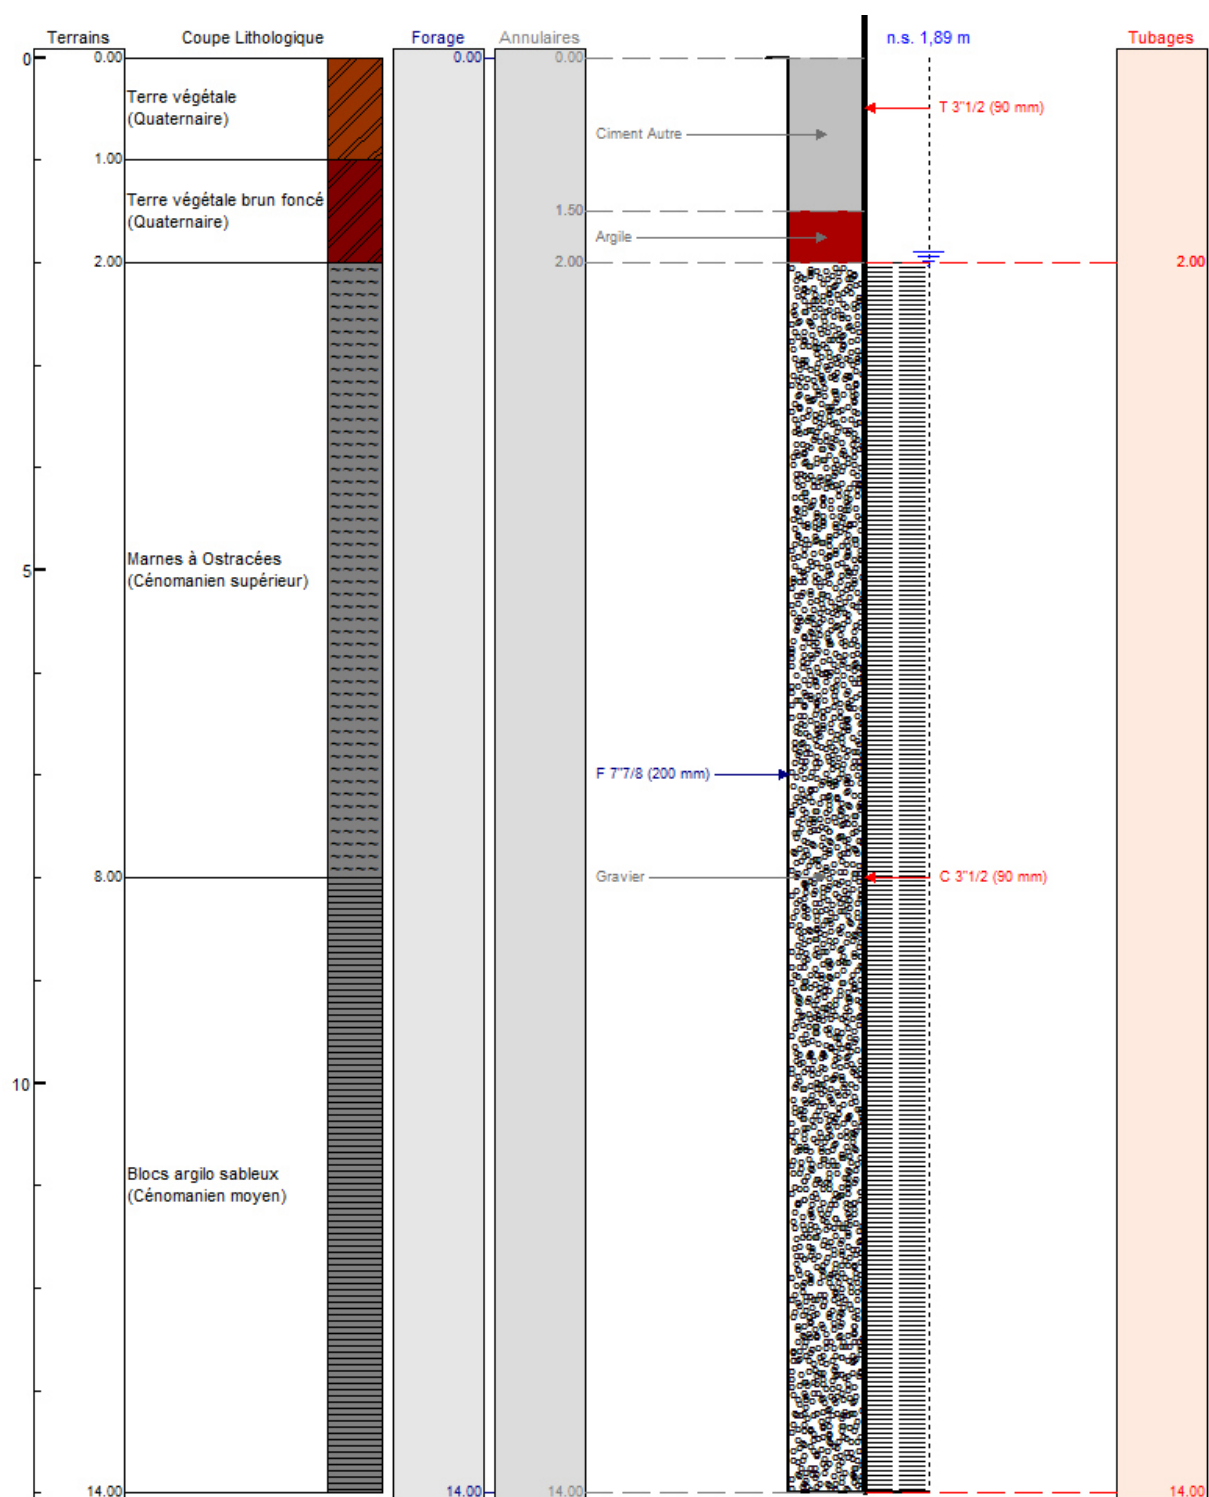 Terrains Coupe Lithologique Forage Annulaires n.s. 1,89 m Tubages
0 0.00 0.00 0.00
Terre végétale
(Quaternaire)
T 3"1/2 (90 mm)
Ciment Autre
1.00
Terre végétale brun foncé
(Quaternaire)
1.50
Argile
2.00 2.00 2.00
Marnes à Ostracées
(Cénomanien supérieur)
5
F 7"7/8 (200 mm)
8.00 Gravier C 3"1/2 (90 mm)
10
Blocs argilo sableux
(Cénomanien moyen)
14.00 14.00 14.00 14.00